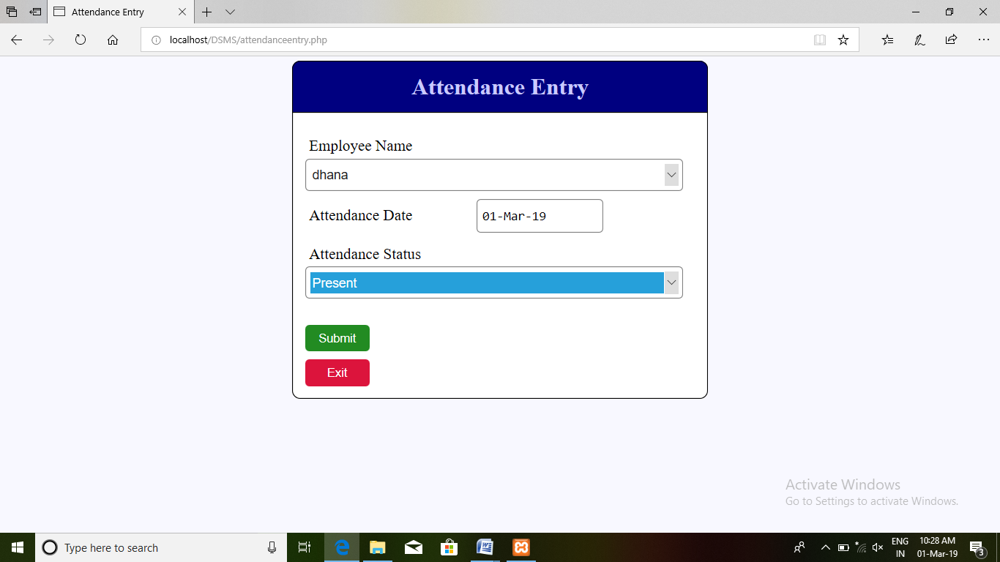 Attendance Entry
localhost/DSMS/attendanceentry.php
Attendance Entry
Employee Name
dhana
Attendance Date
01-Mar-19
Attendance Status
Present
Submit
Exit
Activate Windows
Go to Settings to activate Windows.
Type here to search
ENG
IN
10:28 AM
01-Mar-19
3